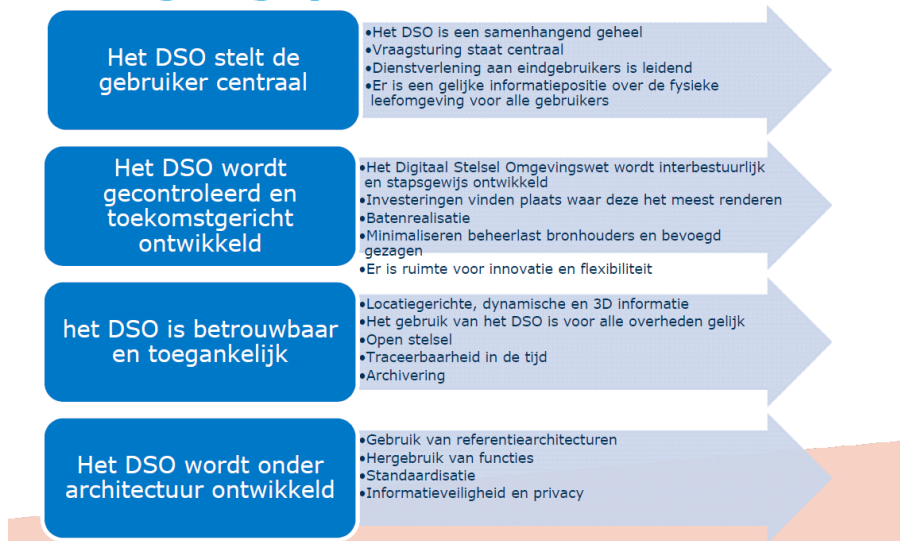 Het DSO stelt de
gebruiker centraal
•Het DSO is een samenhangend geheel
•Vraagsturing staat centraal
•Dienstverlening aan eindgebruikers is leidend
•Er is een gelijke informatiepositie over de fysieke
leefomgeving voor alle gebruikers
Het DSO wordt
gecontroleerd en
toekomstgericht
ontwikkeld
•Het Digitaal Stelsel Omgevingswet wordt interbestuurlijk
en stapsgewijs ontwikkeld
•Investeringen vinden plaats waar deze het meest renderen
•Batenrealisatie
•Minimaliseren beheerlast bronhouders en bevoegd
gezagen
•Er is ruimte voor innovatie en flexibiliteit
het DSO is betrouwbaar
en toegankelijk
•Locatiegerichte, dynamische en 3D informatie
•Het gebruik van het DSO is voor alle overheden gelijk
•Open stelsel
•Traceerbaarheid in de tijd
•Archivering
Het DSO wordt onder
architectuur ontwikkeld
•Gebruik van referentiearchitecturen
•Hergebruik van functies
•Standaardisatie
•Informatieveiligheid en privacy